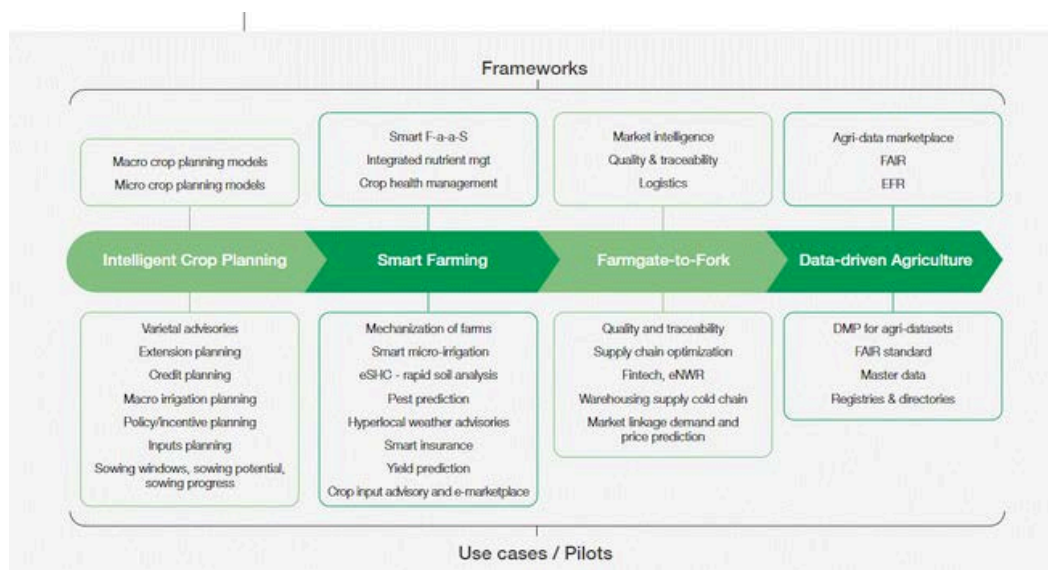 Frameworks
Macro crop planning models
Micro crop planning models
Smart F-a-a-S
Integrated nutrient mgt
Crop health management
Market intelligence
Quality & traceability
Logistics
Agri-data marketplace
FAIR
EFR
Intelligent Crop Planning
Smart Farming
Farmgate-to-Fork
Data-driven Agriculture
Varietal advisories
Extension planning
Credit planning
Macro irrigation planning
Policy/incentive planning
Inputs planning
Sowing windows, sowing potential,
sowing progress
Mechanization of farms
Smart micro-irrigation
eSHC - rapid soil analysis
Pest prediction
Hyperlocal weather advisories
Smart insurance
Yield prediction
Crop input advisory and e-marketplace
Quality and traceability
Supply chain optimization
Fintech, eNWR
Warehousing supply cold chain
Market linkage demand and
price prediction
DMP for agri-datasets
FAIR standard
Master data
Registries & directories
Use cases / Pilots